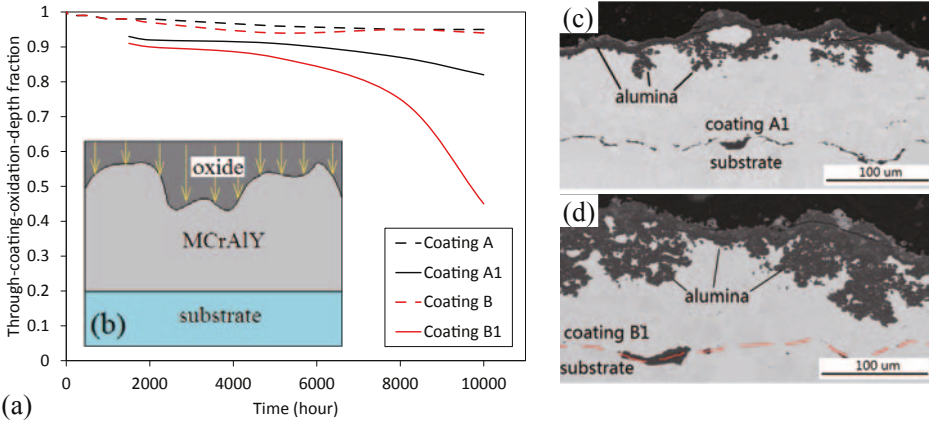 Through-coating-oxidation-depth fraction
1
0.9
0.8
0.7
0.6
0.5
0.4
0.3
0.2
0.1
0
0
2000
4000
6000
8000
10000
Time (hour)
(a)
oxide
MCrAlY
substrate
(b)
Coating A
Coating A1
Coating B
Coating B1
(c)
alumina
coating A1
substrate
100 um
(d)
alumina
coating B1
substrate
100 um